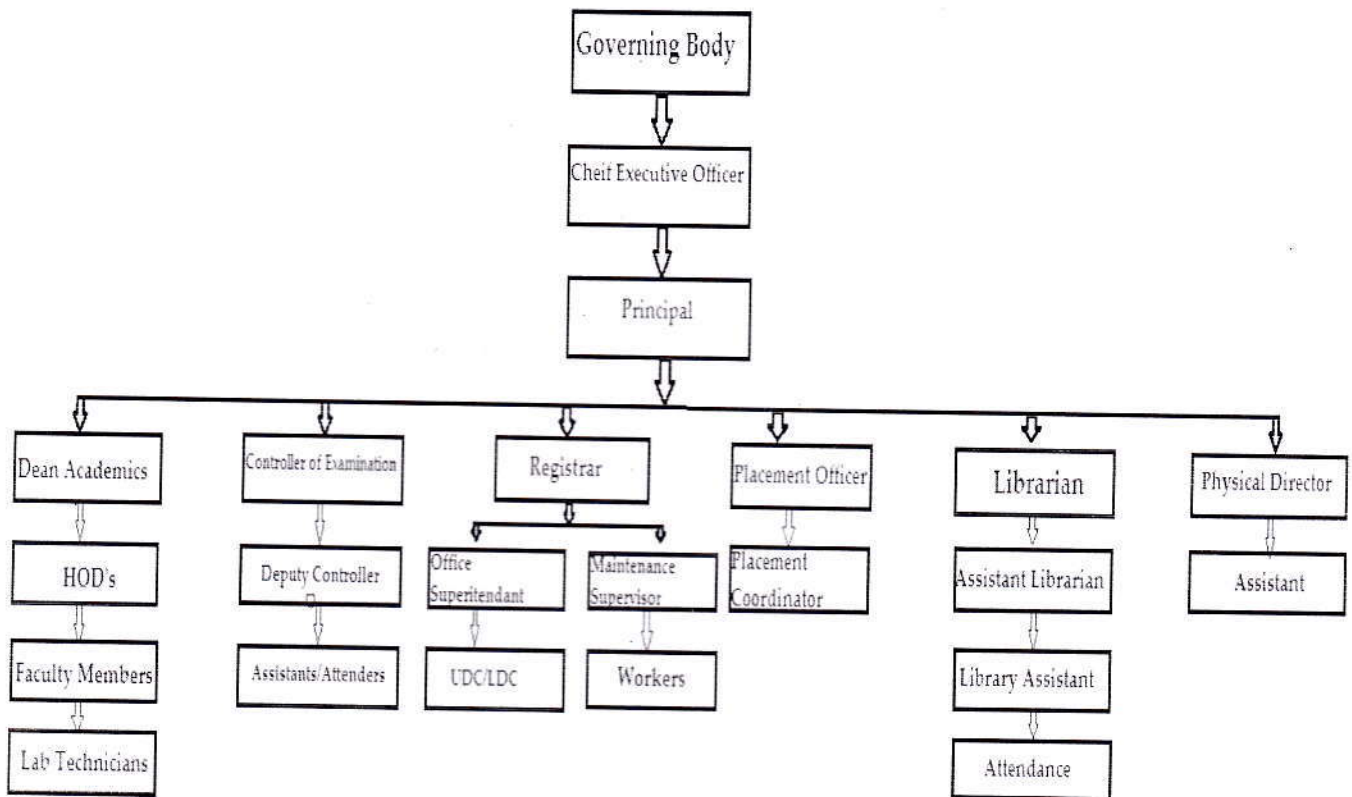 Governing Body
Cheif Executive Officer
Principal
Dean Academics
Controller of Examination
Registrar
Placement Officer
Librarian
Physical Director
HOD's
Deputy Controller
Office
Superitendant
Maintenance
Supervisor
Placement
Coordinator
Assistant Librarian
Assistant
Faculty Members
Assistants/Attenders
UDC/LDC
Workers
Library Assistant
Lab Technicians
Attendance